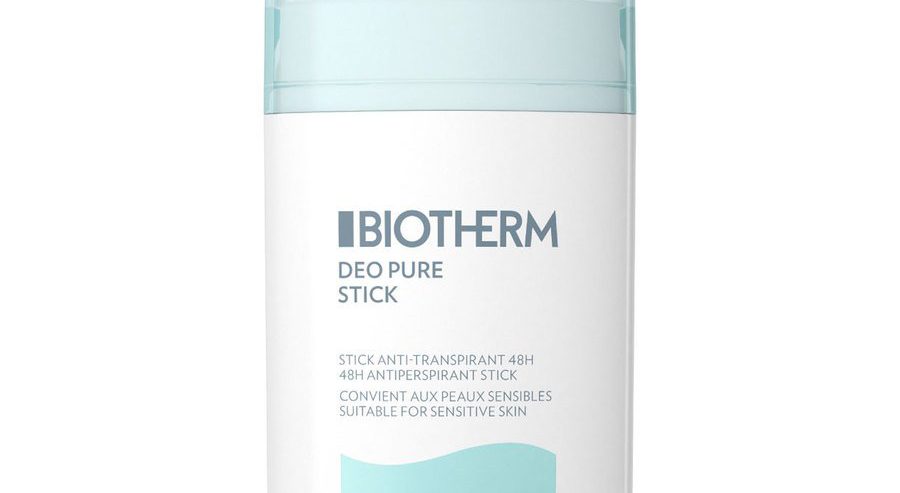 BIOTHERM
DEO PURE
STICK
STICK ANTI-TRANSPIRANT 48H
48H ANTIPERSPIRANT STICK
CONVIENT AUX PEAUX SENSIBLES
SUITABLE FOR SENSITIVE SKIN